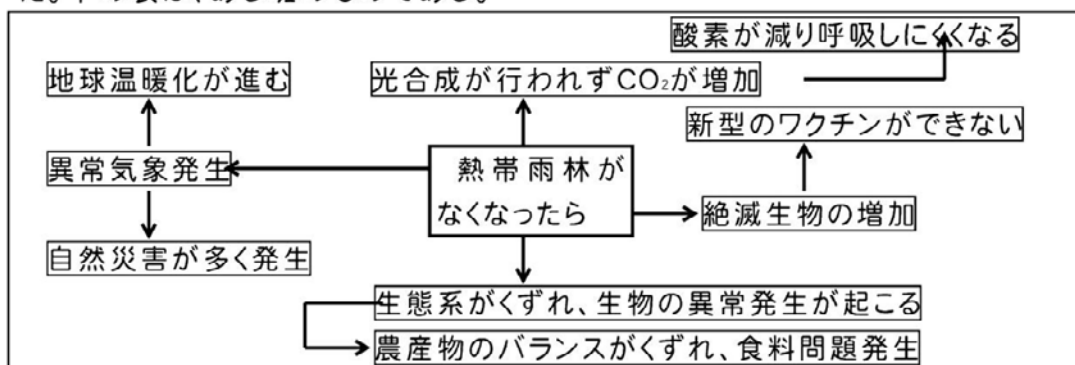 酸素が減り呼吸しにくくなる
地球温暖化が進む
光合成が行われずCO₂が増加
新型のワクチンができない
異常気象発生
熱帯雨林が
なくなったら
絶滅生物の増加
自然災害が多く発生
生態系がくずれ、生物の異常発生が起こる
農産物のバランスがくずれ、食料問題発生